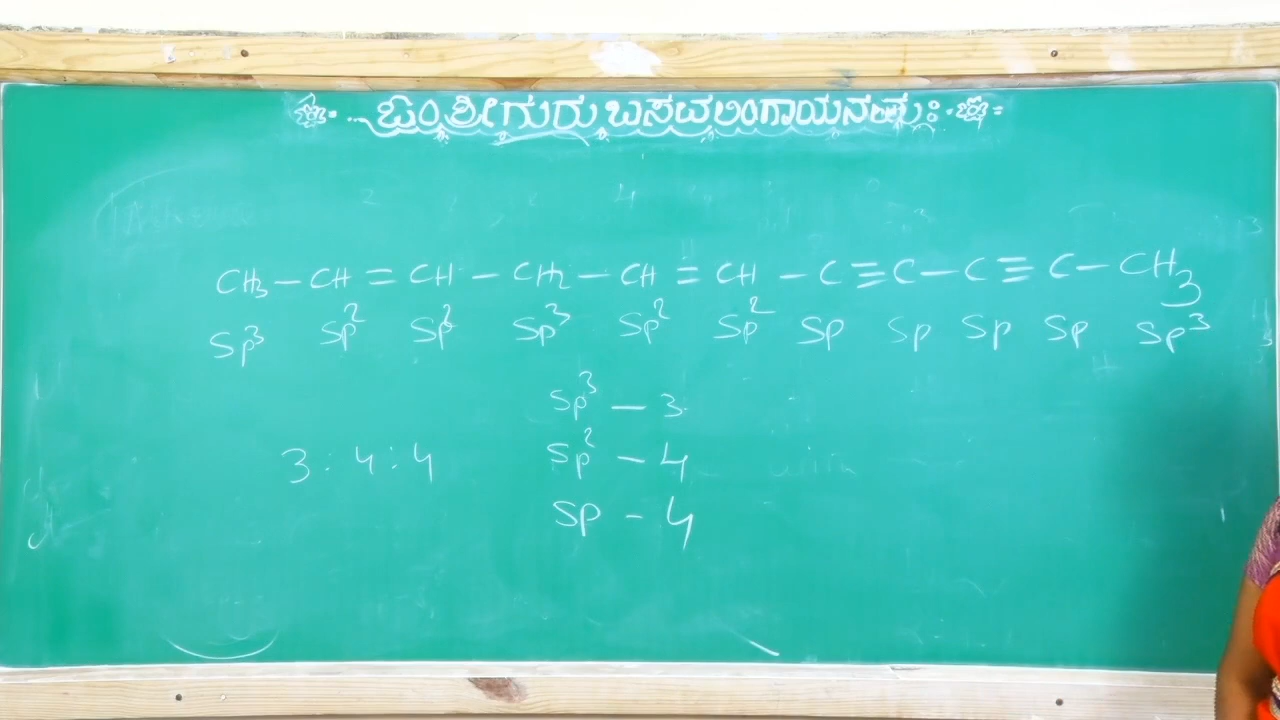 ಓಂ ಶ್ರೀ ಗುರು ಬಸವಲಿಂಗಾಯ ನಮಃ
CH₃ – CH = CH – CH₂ – CH = CH – C ≡ C – C ≡ C – CH₃
Sp³ Sp² Sp² Sp³ Sp² Sp² Sp Sp Sp Sp Sp³
Sp³ – 3
3 : 4 : 4 Sp² – 4
Sp – 4